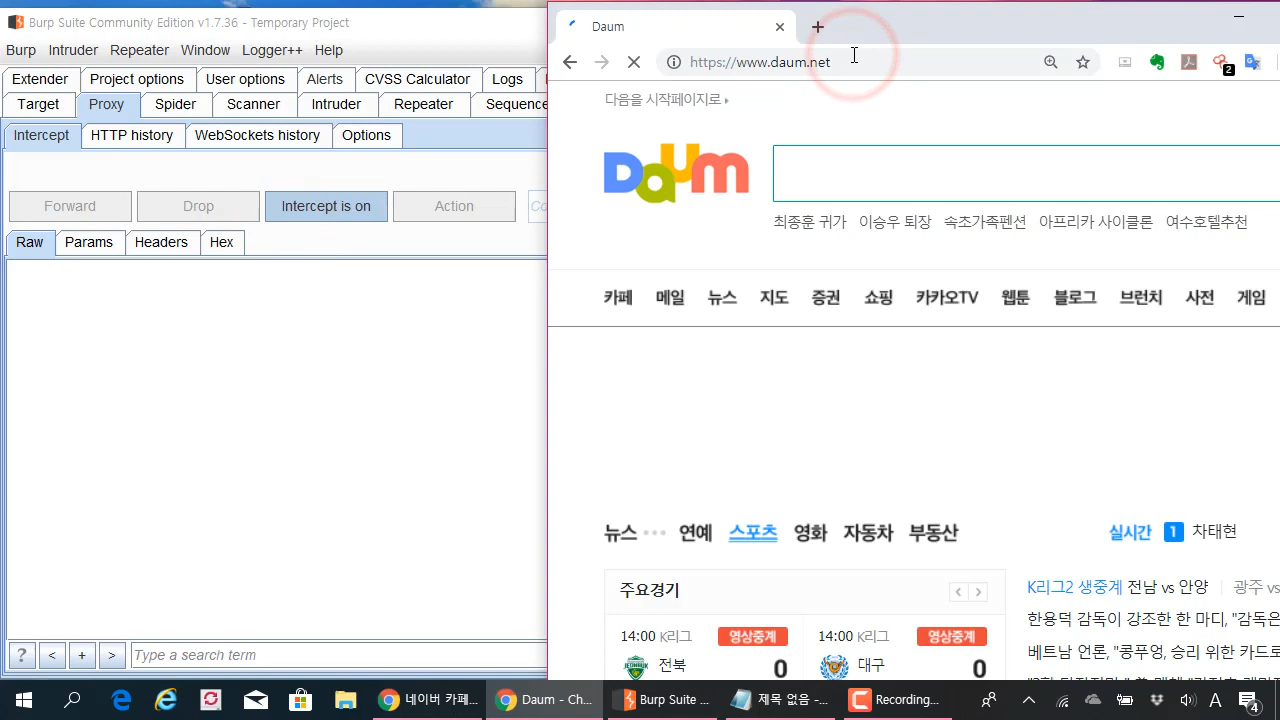 Burp Suite Community Edition v1.7.36 - Temporary Project
Burp Intruder Repeater Window Logger++ Help
Extender Project options User options Alerts CVSS Calculator Logs
Target Proxy Spider Scanner Intruder Repeater Sequence
Intercept HTTP history WebSockets history Options
Forward Drop Intercept is on Action
Raw Params Headers Hex
? < + > Type a search term
Daum
https://www.daum.net
2
다음을 시작페이지로
Daum
최종훈 귀가 이승우 퇴장 속초가족펜션 아프리카 사이클론 여수호텔추천
카페 메일 뉴스 지도 증권 쇼핑 카카오TV 웹툰 블로그 브런치 사전 게임
뉴스 연예 스포츠 영화 자동차 부동산
실시간 1 차태현
주요경기
14:00 K리그 영상중계
전북 0
14:00 K리그 영상중계
대구 0
K리그2 생중계 전남 vs 안양 광주 vs
한용덕 감독이 강조한 한 마디, "감독은
베트남 언론, "콩푸엉, 승리 위한 카드로
네이버 카페... Daum - Ch... Burp Suite ... 제목 없음 -... Recording... A 4